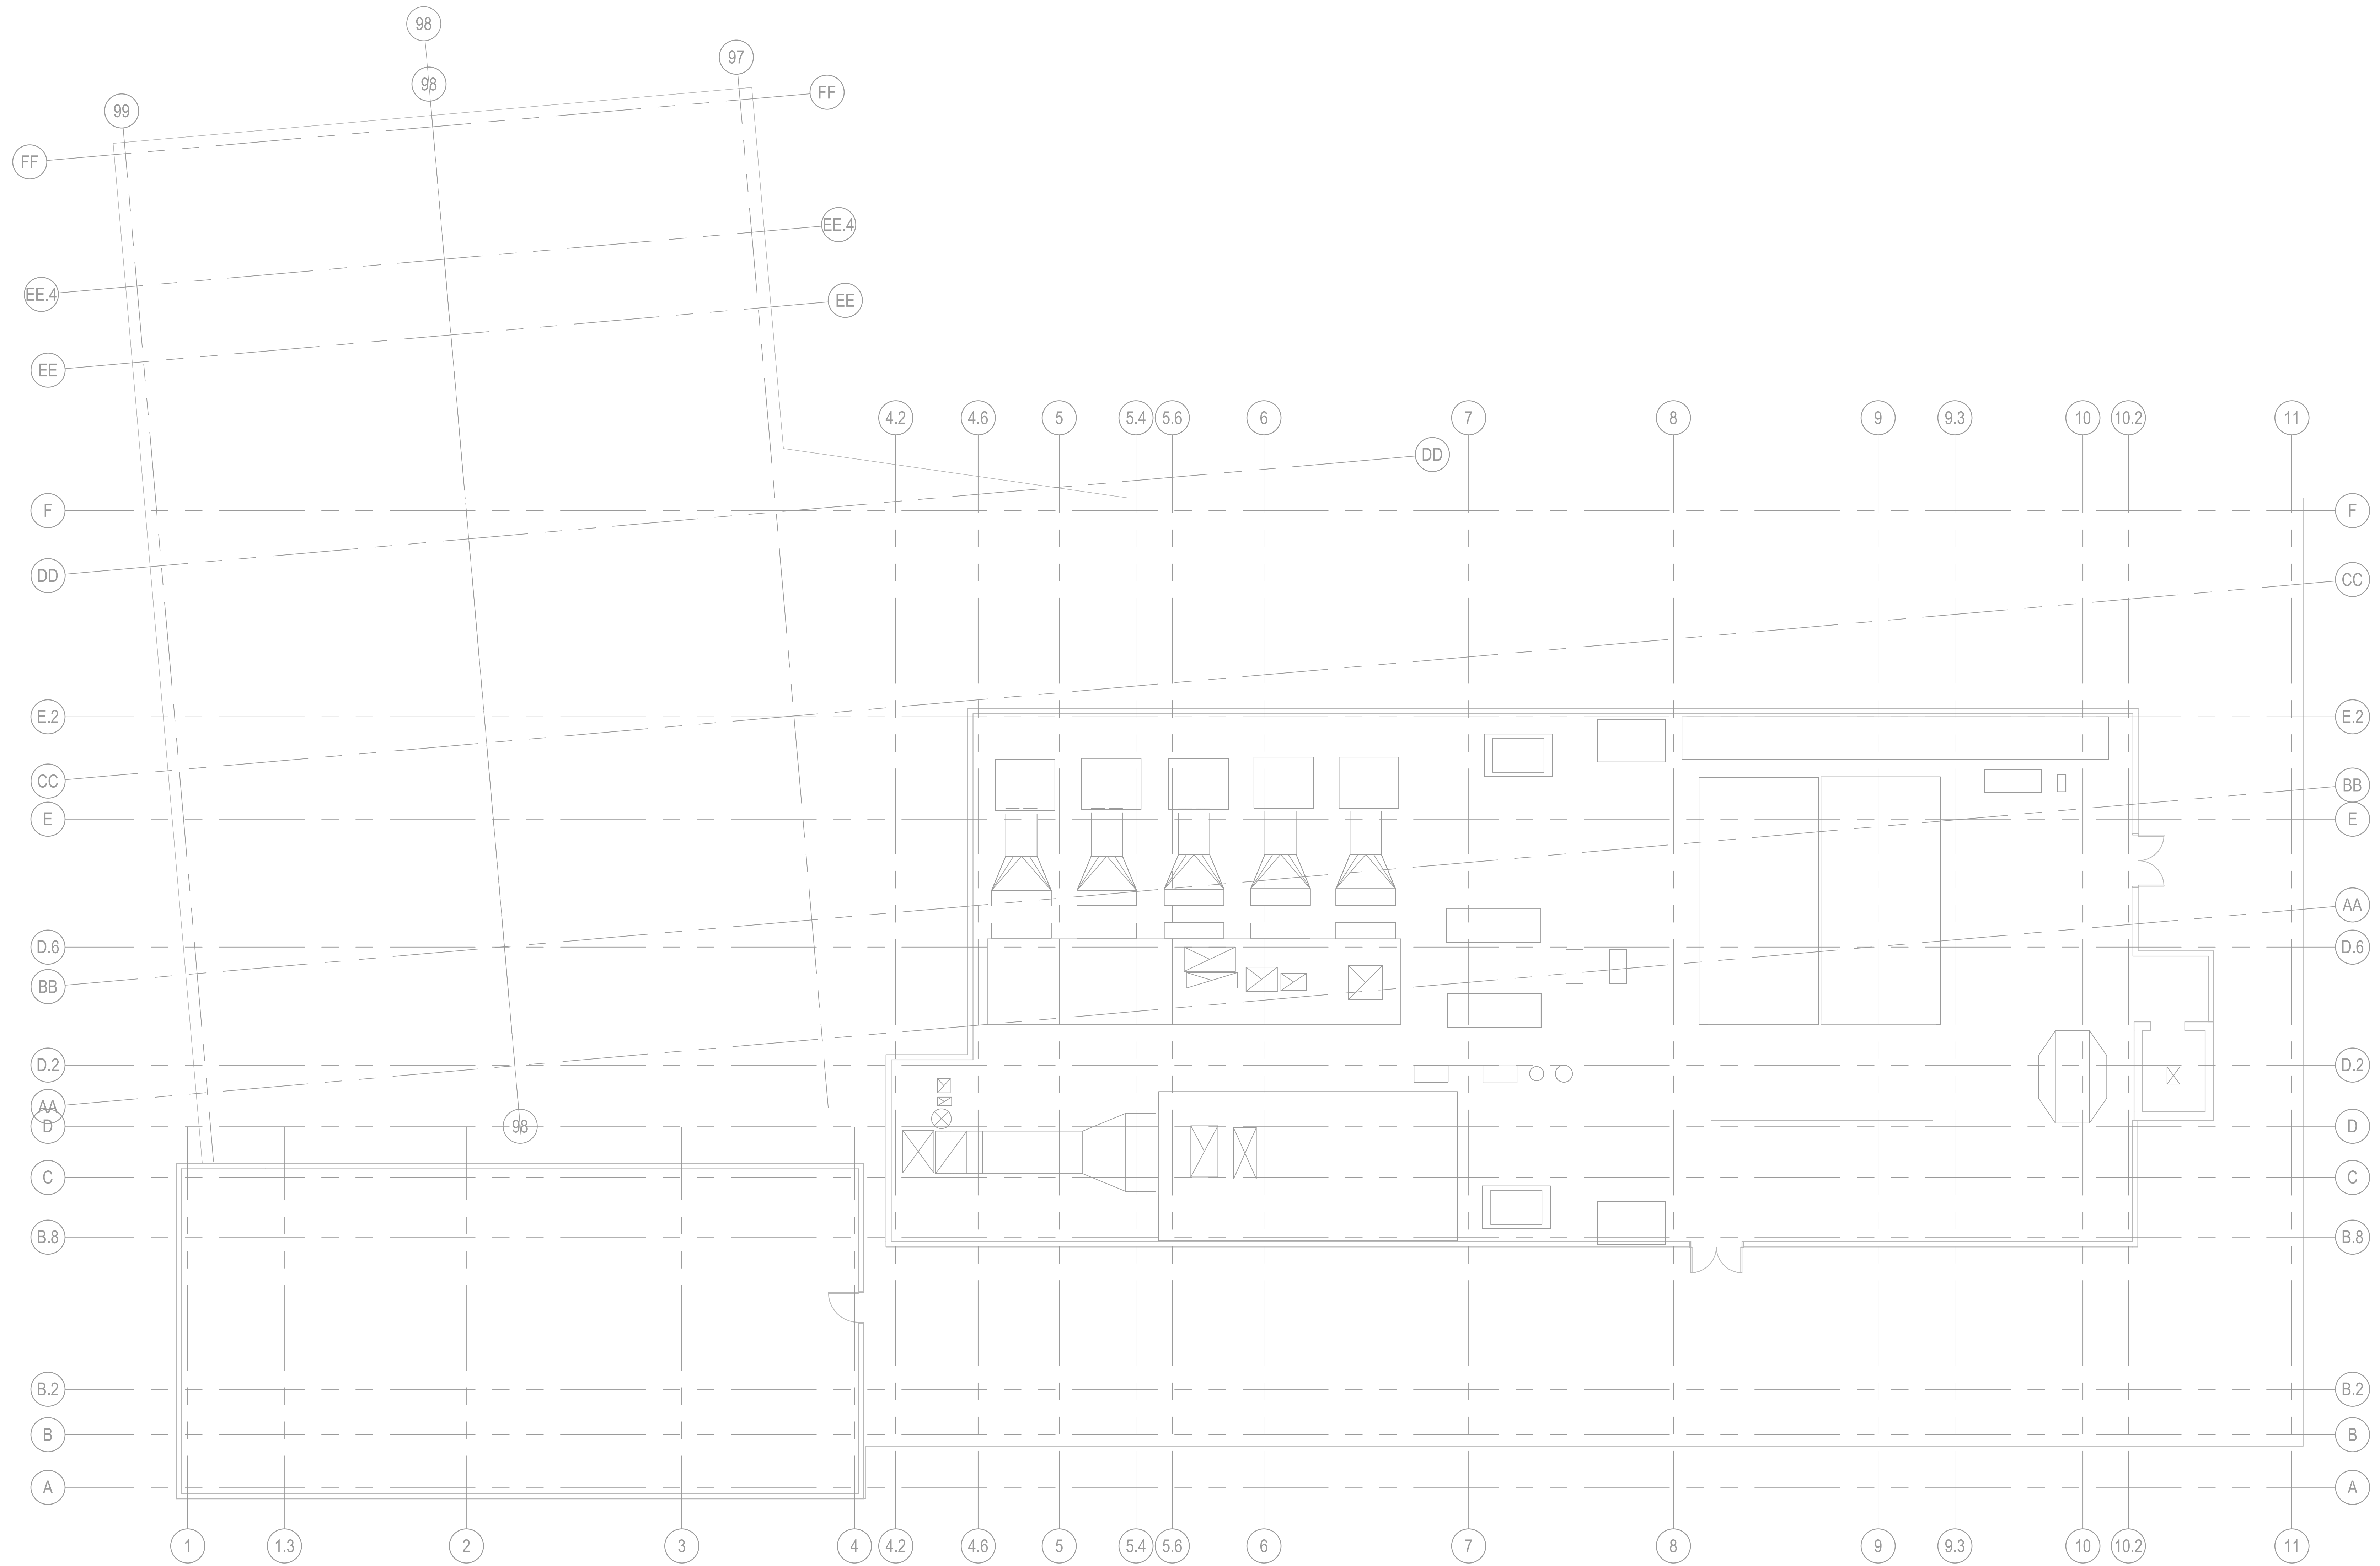 98
97
98
FF
99
FF
EE.4
EE.4
EE
EE
4.2 4.6 5 5.4 5.6 6 7 8 9 9.3 10 10.2 11
DD
F F
DD
CC
E.2 E.2
CC
BB
E E
AA
D.6 D.6
BB
D.2 D.2
AA
D 98 D
C C
B.8 B.8
B.2 B.2
B B
A A
1 1.3 2 3 4 4.2 4.6 5 5.4 5.6 6 7 8 9 9.3 10 10.2 11